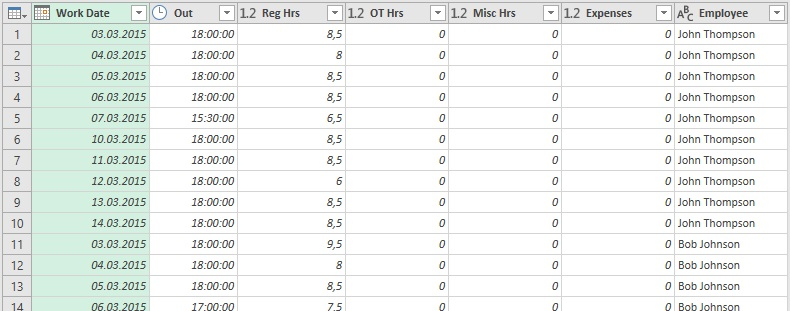 Work Date Out 1.2 Reg Hrs 1.2 OT Hrs 1.2 Misc Hrs 1.2 Expenses ABC Employee
1 03.03.2015 18:00:00 8,5 0 0 0 John Thompson
2 04.03.2015 18:00:00 8 0 0 0 John Thompson
3 05.03.2015 18:00:00 8,5 0 0 0 John Thompson
4 06.03.2015 18:00:00 8,5 0 0 0 John Thompson
5 07.03.2015 15:30:00 6,5 0 0 0 John Thompson
6 10.03.2015 18:00:00 8,5 0 0 0 John Thompson
7 11.03.2015 18:00:00 8,5 0 0 0 John Thompson
8 12.03.2015 18:00:00 6 0 0 0 John Thompson
9 13.03.2015 18:00:00 8,5 0 0 0 John Thompson
10 14.03.2015 18:00:00 8,5 0 0 0 John Thompson
11 03.03.2015 18:00:00 9,5 0 0 0 Bob Johnson
12 04.03.2015 18:00:00 8 0 0 0 Bob Johnson
13 05.03.2015 18:00:00 8,5 0 0 0 Bob Johnson
14 06.03.2015 17:00:00 7,5 0 0 0 Bob Johnson